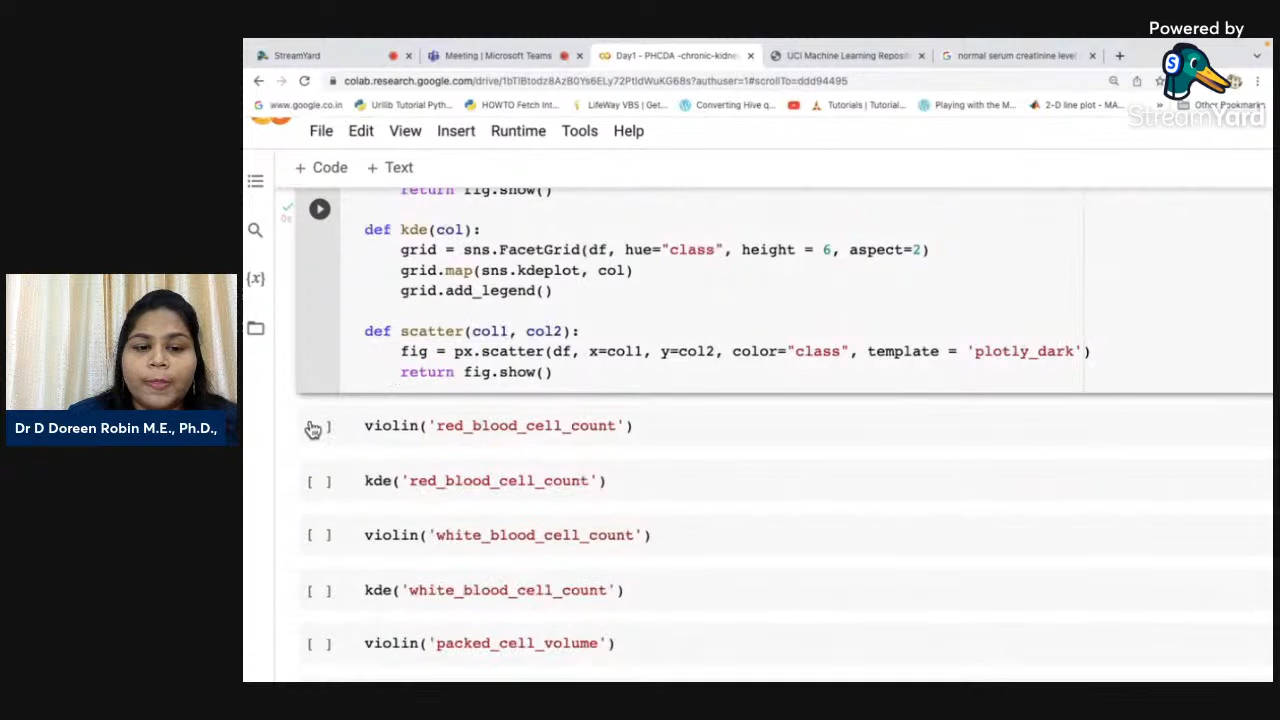 Powered by
StreamYard
StreamYard
Meeting | Microsoft Teams
Day1 - PHCDA -chronic-kidne
UCI Machine Learning Reposit
normal serum creatinine level
colab.research.google.com/drive/1bTlBtodz8AzB0Ys6ELy72PtldWuKG68s?authuser=1#scrollTo=ddd94495
www.google.co.in
Urllib Tutorial Pyth...
HOWTO Fetch Int...
LifeWay VBS | Get...
Converting Hive q...
Tutorials | Tutorial...
Playing with the M...
2-D line plot - MA...
Other Bookmarks
File Edit View Insert Runtime Tools Help
+ Code + Text
return fig.show()
def kde(col):
grid = sns.FacetGrid(df, hue="class", height = 6, aspect=2)
grid.map(sns.kdeplot, col)
grid.add_legend()
def scatter(col1, col2):
fig = px.scatter(df, x=col1, y=col2, color="class", template = 'plotly_dark')
return fig.show()
violin('red_blood_cell_count')
[ ] kde('red_blood_cell_count')
[ ] violin('white_blood_cell_count')
[ ] kde('white_blood_cell_count')
[ ] violin('packed_cell_volume')
{x}
0s
Dr D Doreen Robin M.E., Ph.D.,